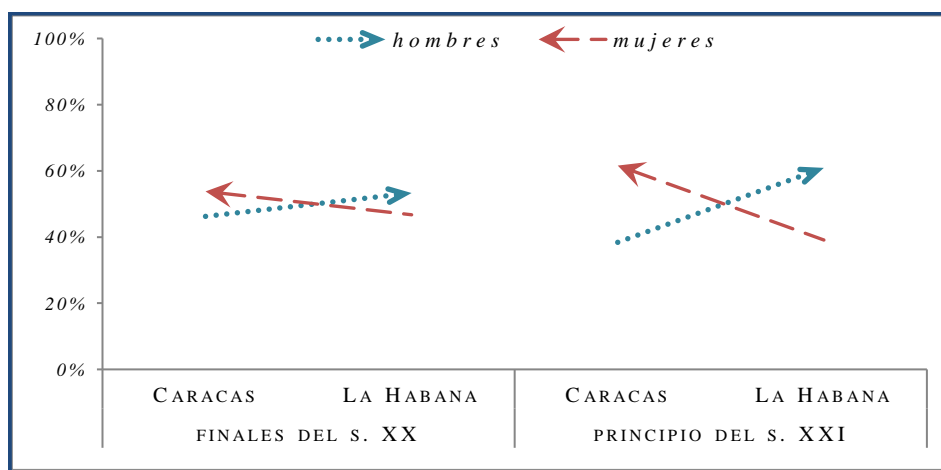 100%
hombres mujeres
80%
60%
40%
20%
0%
CARACAS LA HABANA CARACAS LA HABANA
FINALES DEL S. XX PRINCIPIO DEL S. XXI